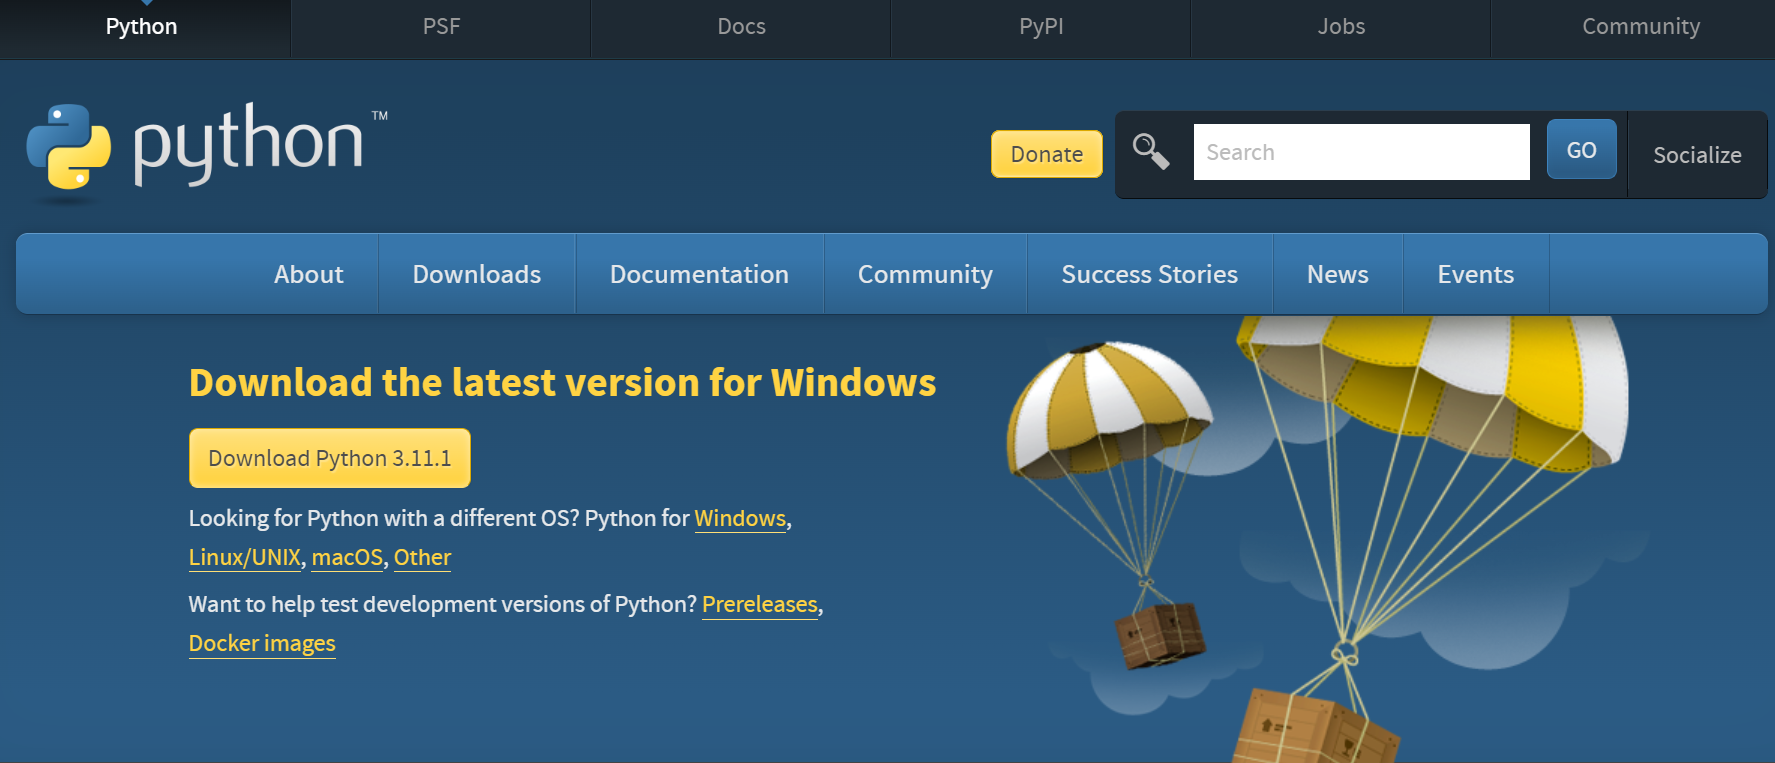 Python PSF Docs PyPI Jobs Community
python ™
Donate Search GO Socialize
About Downloads Documentation Community Success Stories News Events
Download the latest version for Windows
Download Python 3.11.1
Looking for Python with a different OS? Python for Windows,
Linux/UNIX, macOS, Other
Want to help test development versions of Python? Prereleases,
Docker images